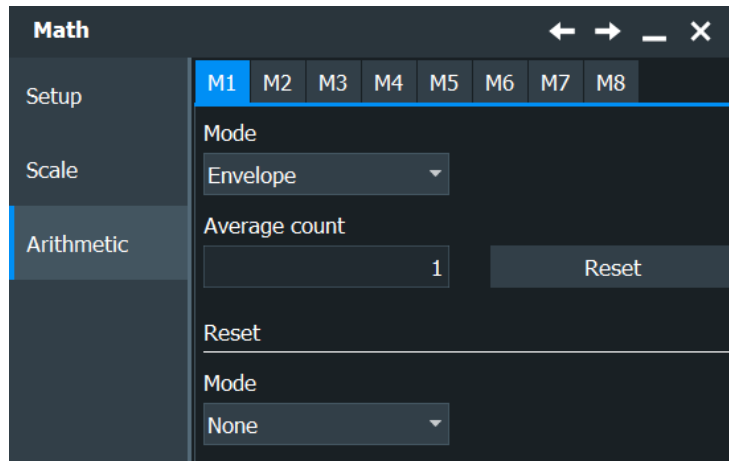 Math
Setup
Scale
Arithmetic
M1 M2 M3 M4 M5 M6 M7 M8
Mode
Envelope
Average count
1 Reset
Reset
Mode
None